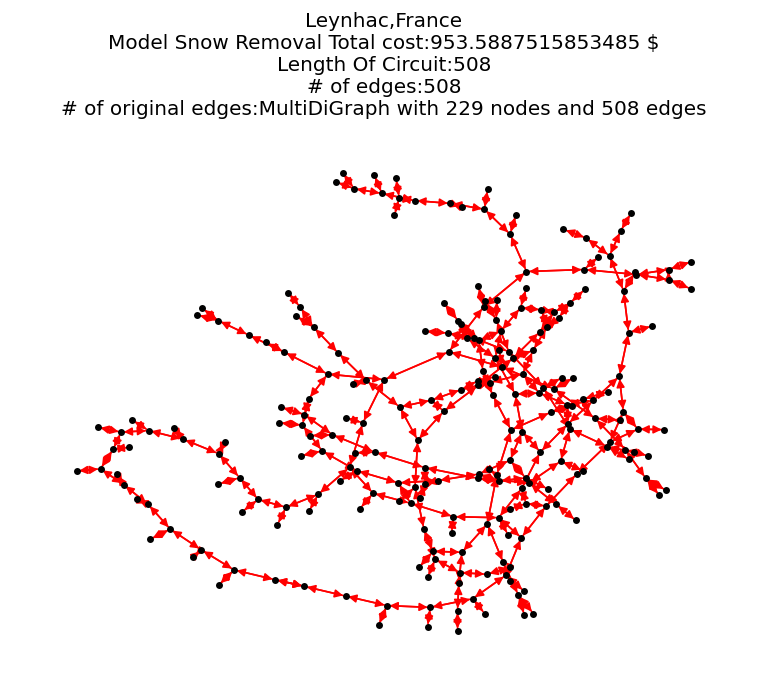 Leynhac,France
Model Snow Removal Total cost:953.5887515853485 $
Length Of Circuit:508
# of edges:508
# of original edges:MultiDiGraph with 229 nodes and 508 edges